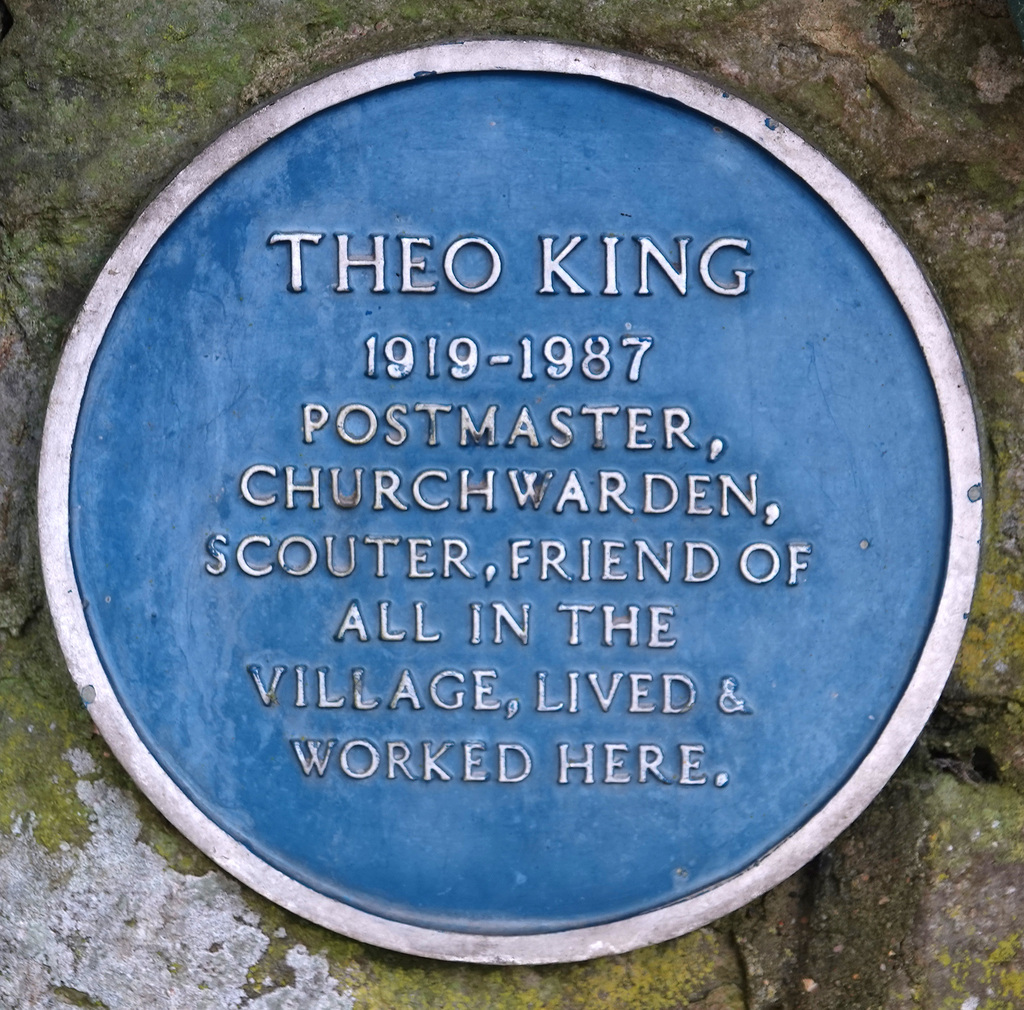 THEO KING
1919-1987
POSTMASTER,
CHURCHWARDEN,
SCOUTER, FRIEND OF
ALL IN THE
VILLAGE, LIVED &
WORKED HERE.